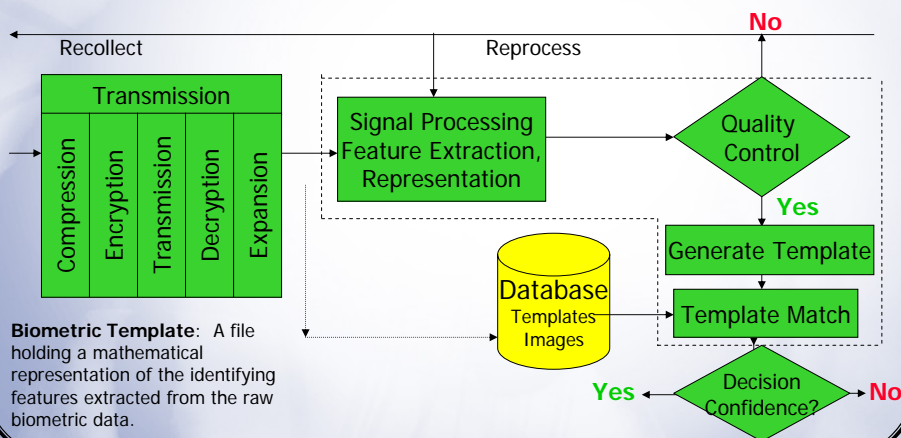 No
Recollect
Reprocess
Transmission
Compression
Encryption
Transmission
Decryption
Expansion
Signal Processing
Feature Extraction,
Representation
Quality
Control
Yes
Generate Template
Database
Templates
Images
Template Match
Biometric Template: A file
holding a mathematical
representation of the identifying
features extracted from the raw
biometric data.
Yes
Decision
Confidence?
No